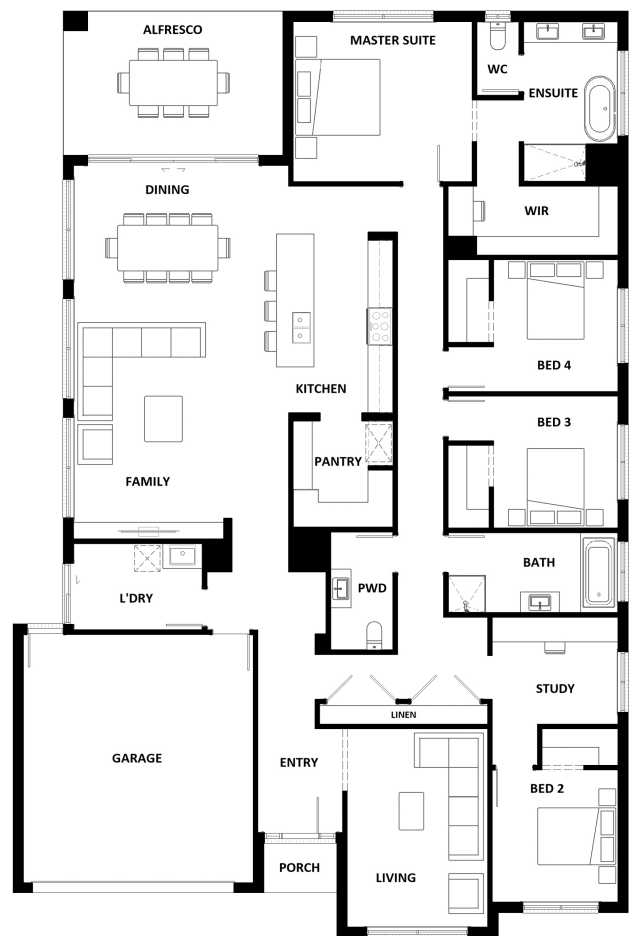 ALFRESCO
MASTER SUITE
WC
ENSUITE
DINING
WIR
BED 4
KITCHEN
BED 3
PANTRY
FAMILY
BATH
L'DRY
PWD
STUDY
LINEN
GARAGE
ENTRY
BED 2
PORCH
LIVING